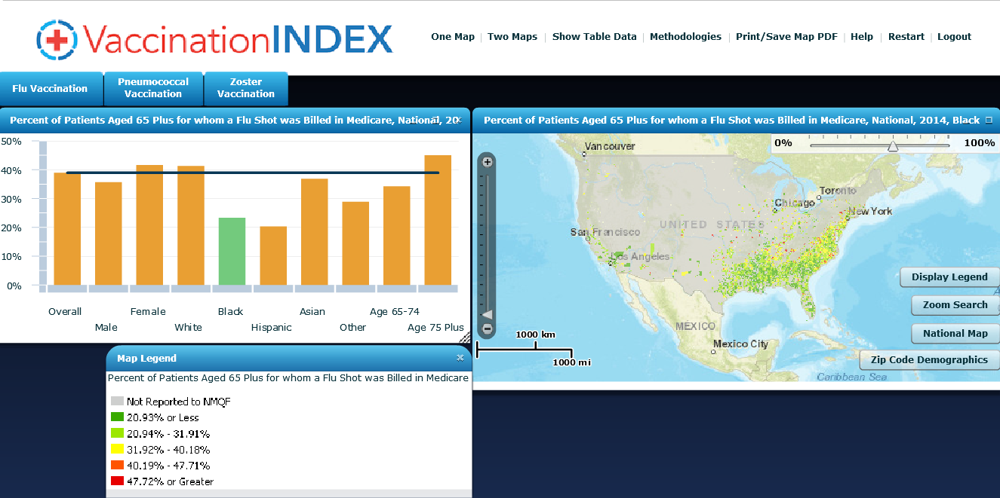 VaccinationINDEX
One Map | Two Maps | Show Table Data | Methodologies | Print/Save Map PDF | Help | Restart | Logout
Flu Vaccination
Pneumococcal
Vaccination
Zoster
Vaccination
Percent of Patients Aged 65 Plus for whom a Flu Shot was Billed in Medicare, National, 20
50%
40%
30%
20%
10%
0%
Overall
Male
Female
White
Black
Hispanic
Asian
Other
Age 65-74
Age 75 Plus
Percent of Patients Aged 65 Plus for whom a Flu Shot was Billed in Medicare, National, 2014, Black
0% 100%
Vancouver
Toronto
Chicago
New York
UNITED STATES
San Francisco
Los Angeles
MÉXICO
Mexico City
Caribbean Sea
1000 km
1000 mi
Display Legend
Zoom Search
National Map
Zip Code Demographics
Map Legend
Percent of Patients Aged 65 Plus for whom a Flu Shot was Billed in Medicare
Not Reported to NMQF
20.93% or Less
20.94% - 31.91%
31.92% - 40.18%
40.19% - 47.71%
47.72% or Greater